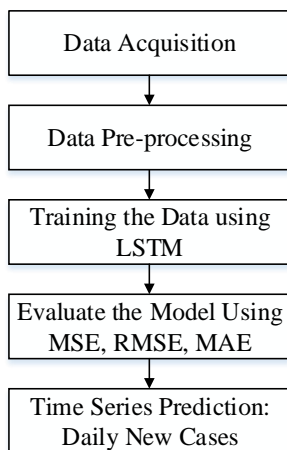 Data Acquisition
Data Pre-processing
Training the Data using
LSTM
Evaluate the Model Using
MSE, RMSE, MAE
Time Series Prediction:
Daily New Cases